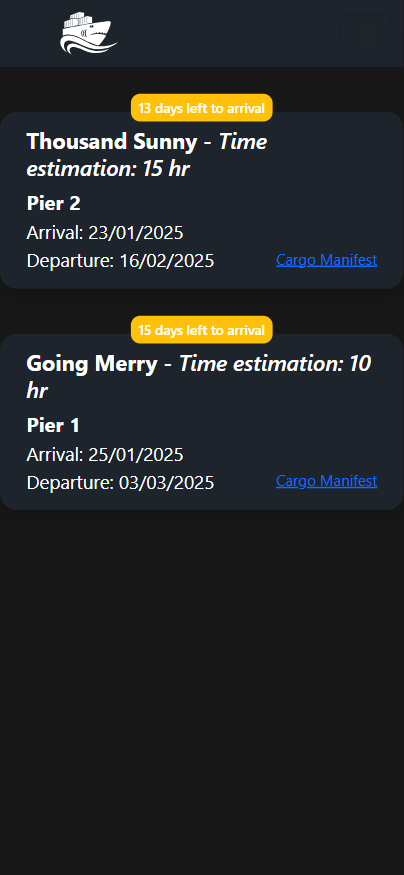 13 days left to arrival
Thousand Sunny - Time
estimation: 15 hr
Pier 2
Arrival: 23/01/2025
Departure: 16/02/2025
Cargo Manifest
15 days left to arrival
Going Merry - Time estimation: 10
hr
Pier 1
Arrival: 25/01/2025
Departure: 03/03/2025
Cargo Manifest